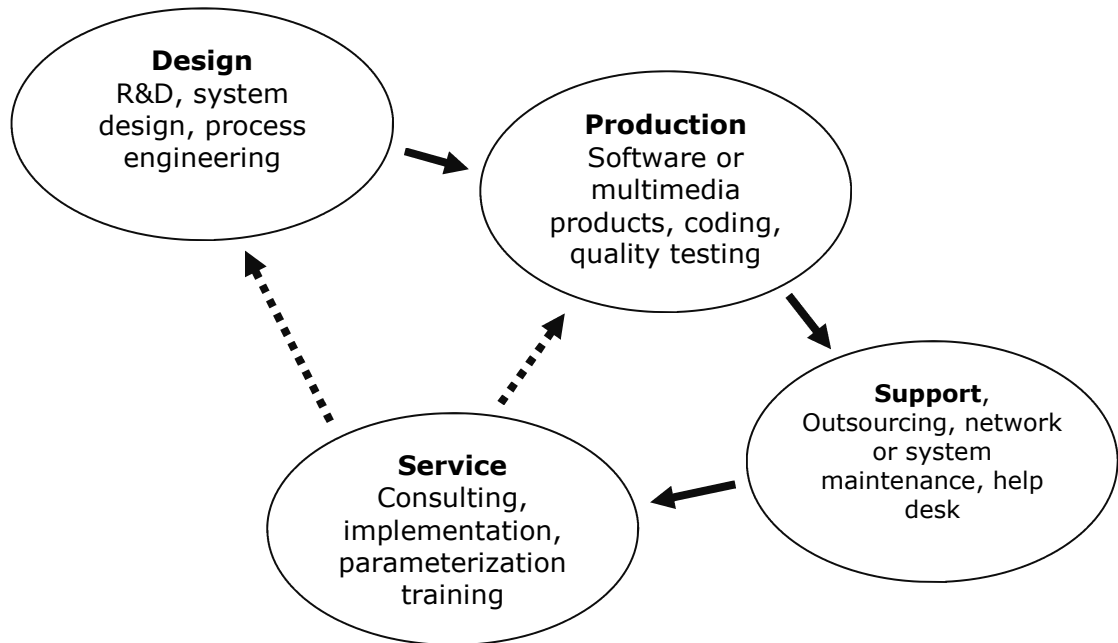 Design
R&D, system
design, process
engineering
Production
Software or
multimedia
products, coding,
quality testing
Support,
Outsourcing, network
or system
maintenance, help
desk
Service
Consulting,
implementation,
parameterization
training